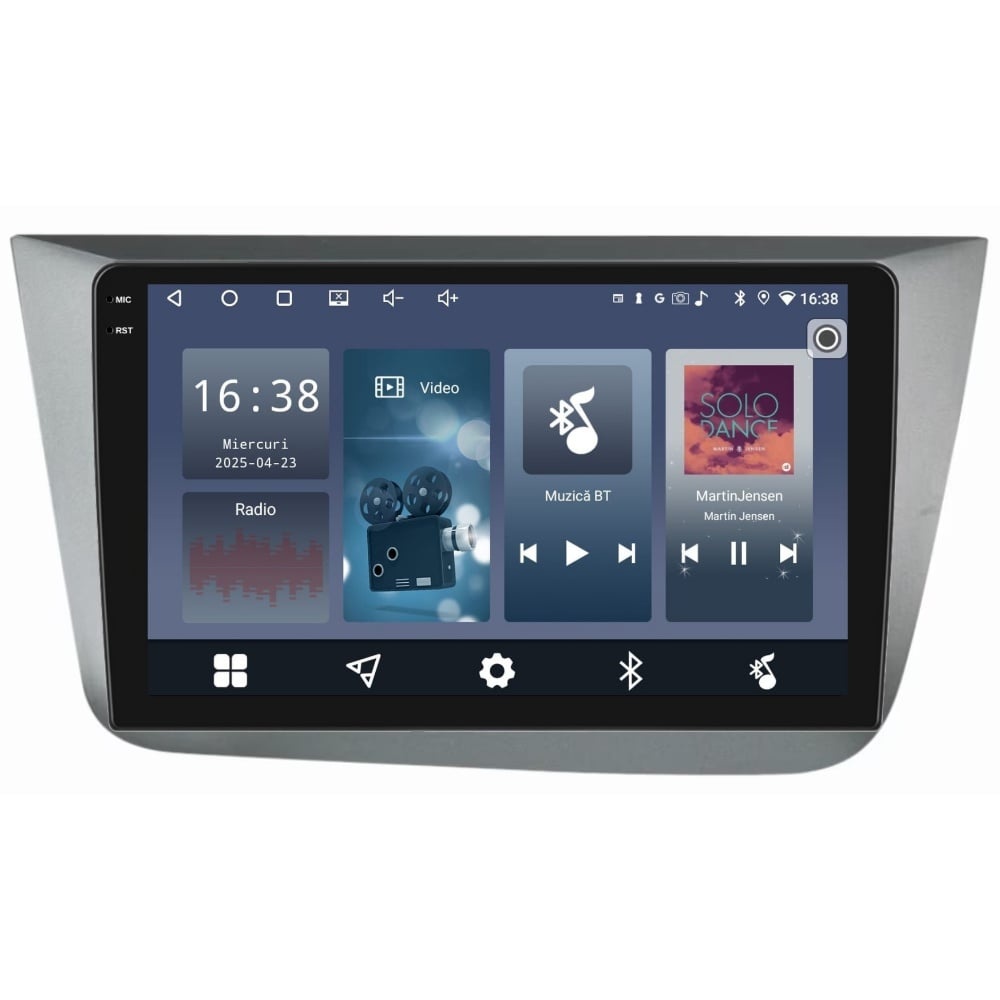 MIC
RST
G
16:38
16:38
Miercuri
2025-04-23
Radio
Video
Muzică BT
SOLO
DANCE
MARTIN JENSEN
MartinJensen
Martin Jensen